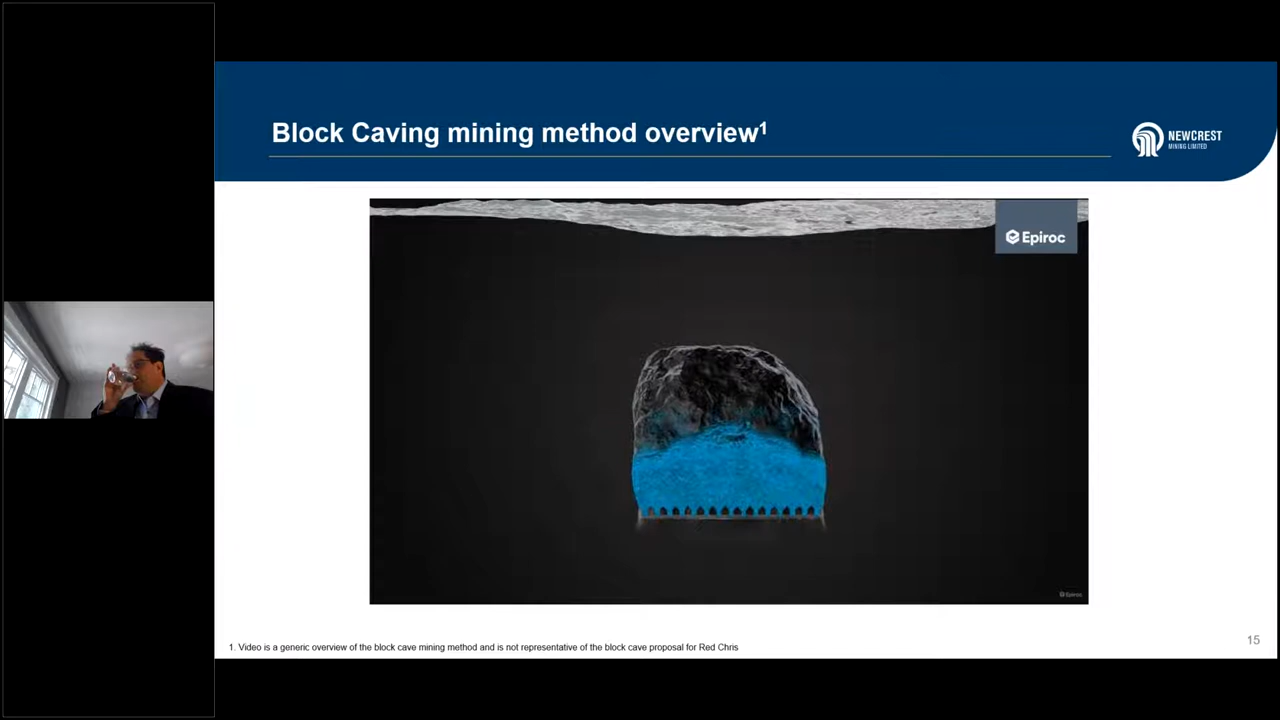 Block Caving mining method overview1
NEWCREST
MINING LIMITED
Epiroc
Epiroc
15
1. Video is a generic overview of the block cave mining method and is not representative of the block cave proposal for Red Chris